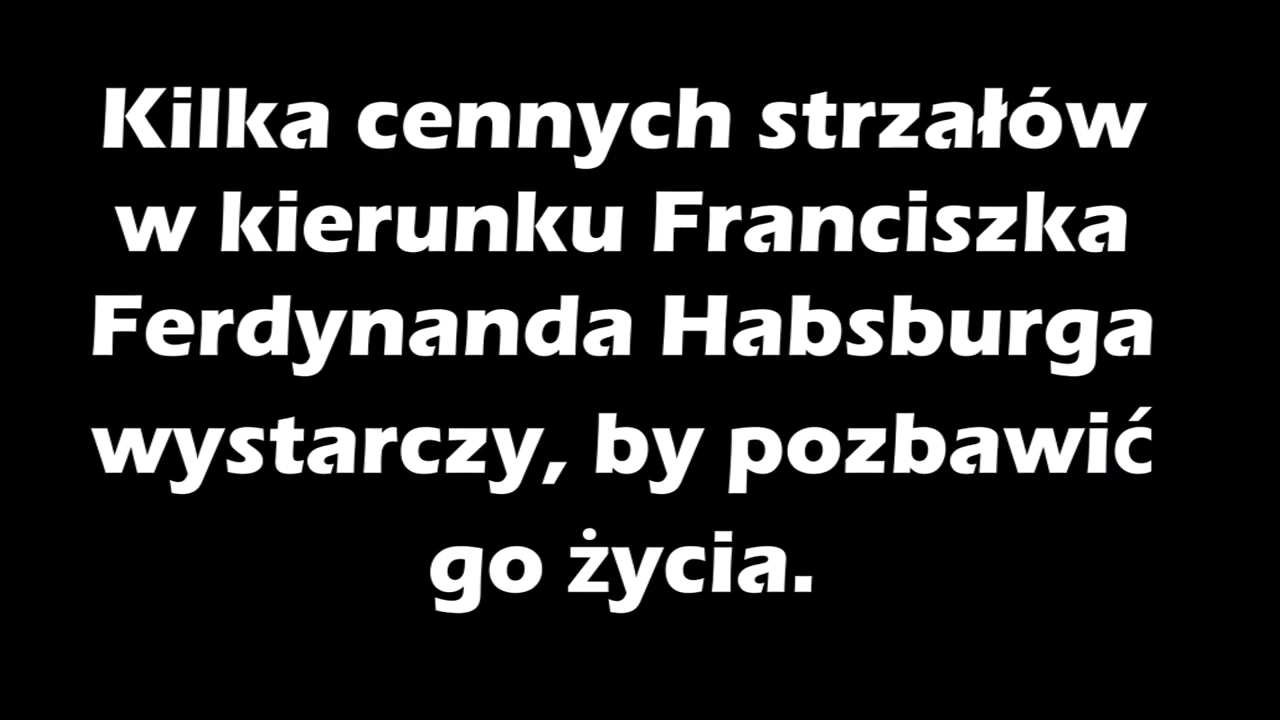 Kilka cennych strzałów
w kierunku Franciszka
Ferdynanda Habsburga
wystarczy, by pozbawić
go życia.